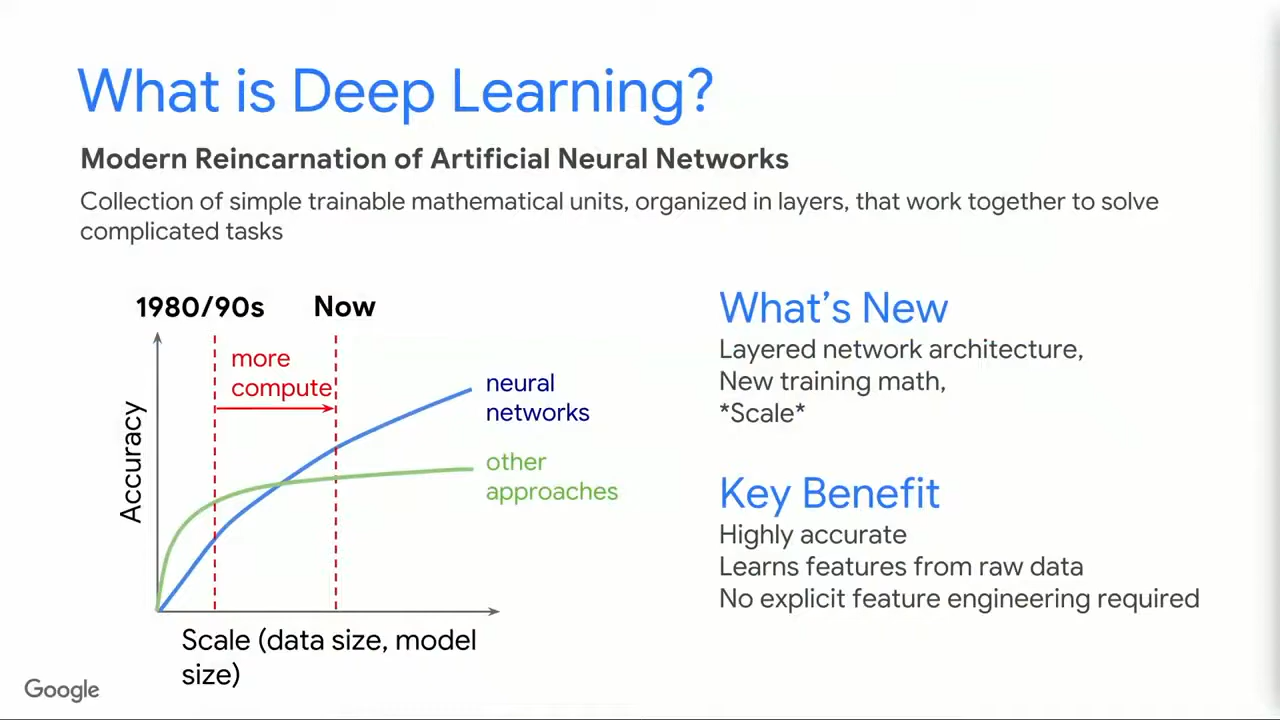 What is Deep Learning?
Modern Reincarnation of Artificial Neural Networks
Collection of simple trainable mathematical units, organized in layers, that work together to solve
complicated tasks
1980/90s
Now
more
compute
neural
networks
other
approaches
Accuracy
Scale (data size, model
size)
What’s New
Layered network architecture,
New training math,
*Scale*
Key Benefit
Highly accurate
Learns features from raw data
No explicit feature engineering required
Google